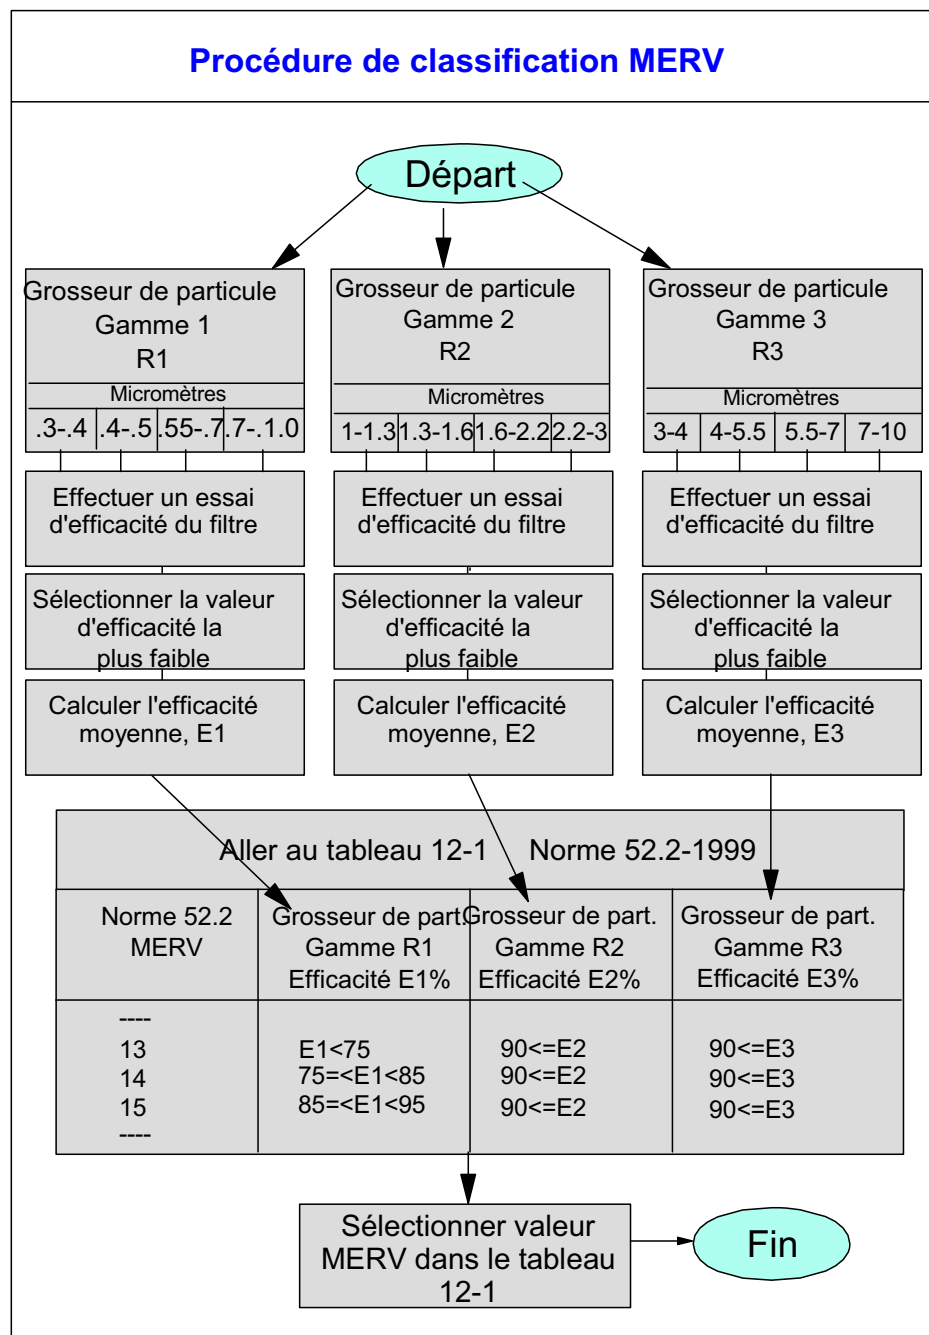 Procédure de classification MERV
Départ
Grosseur de particule
Gamme 1
R1
Micromètres
.3-.4 .4-.5 .55-.7 .7-.1.0
Grosseur de particule
Gamme 2
R2
Micromètres
1-1.3 1.3-1.6 1.6-2.2 2.2-3
Grosseur de particule
Gamme 3
R3
Micromètres
3-4 4-5.5 5.5-7 7-10
Effectuer un essai
d'efficacité du filtre
Effectuer un essai
d'efficacité du filtre
Effectuer un essai
d'efficacité du filtre
Sélectionner la valeur
d'efficacité la
plus faible
Sélectionner la valeur
d'efficacité la
plus faible
Sélectionner la valeur
d'efficacité la
plus faible
Calculer l'efficacité
moyenne, E1
Calculer l'efficacité
moyenne, E2
Calculer l'efficacité
moyenne, E3
Aller au tableau 12-1 Norme 52.2-1999
Norme 52.2
MERV
Grosseur de part.
Gamme R1
Efficacité E1%
Grosseur de part.
Gamme R2
Efficacité E2%
Grosseur de part.
Gamme R3
Efficacité E3%
----
13 E1<75 90<=E2 90<=E3
14 75=<E1<85 90<=E2 90<=E3
15 85=<E1<95 90<=E2 90<=E3
----
Sélectionner valeur
MERV dans le tableau
12-1
Fin